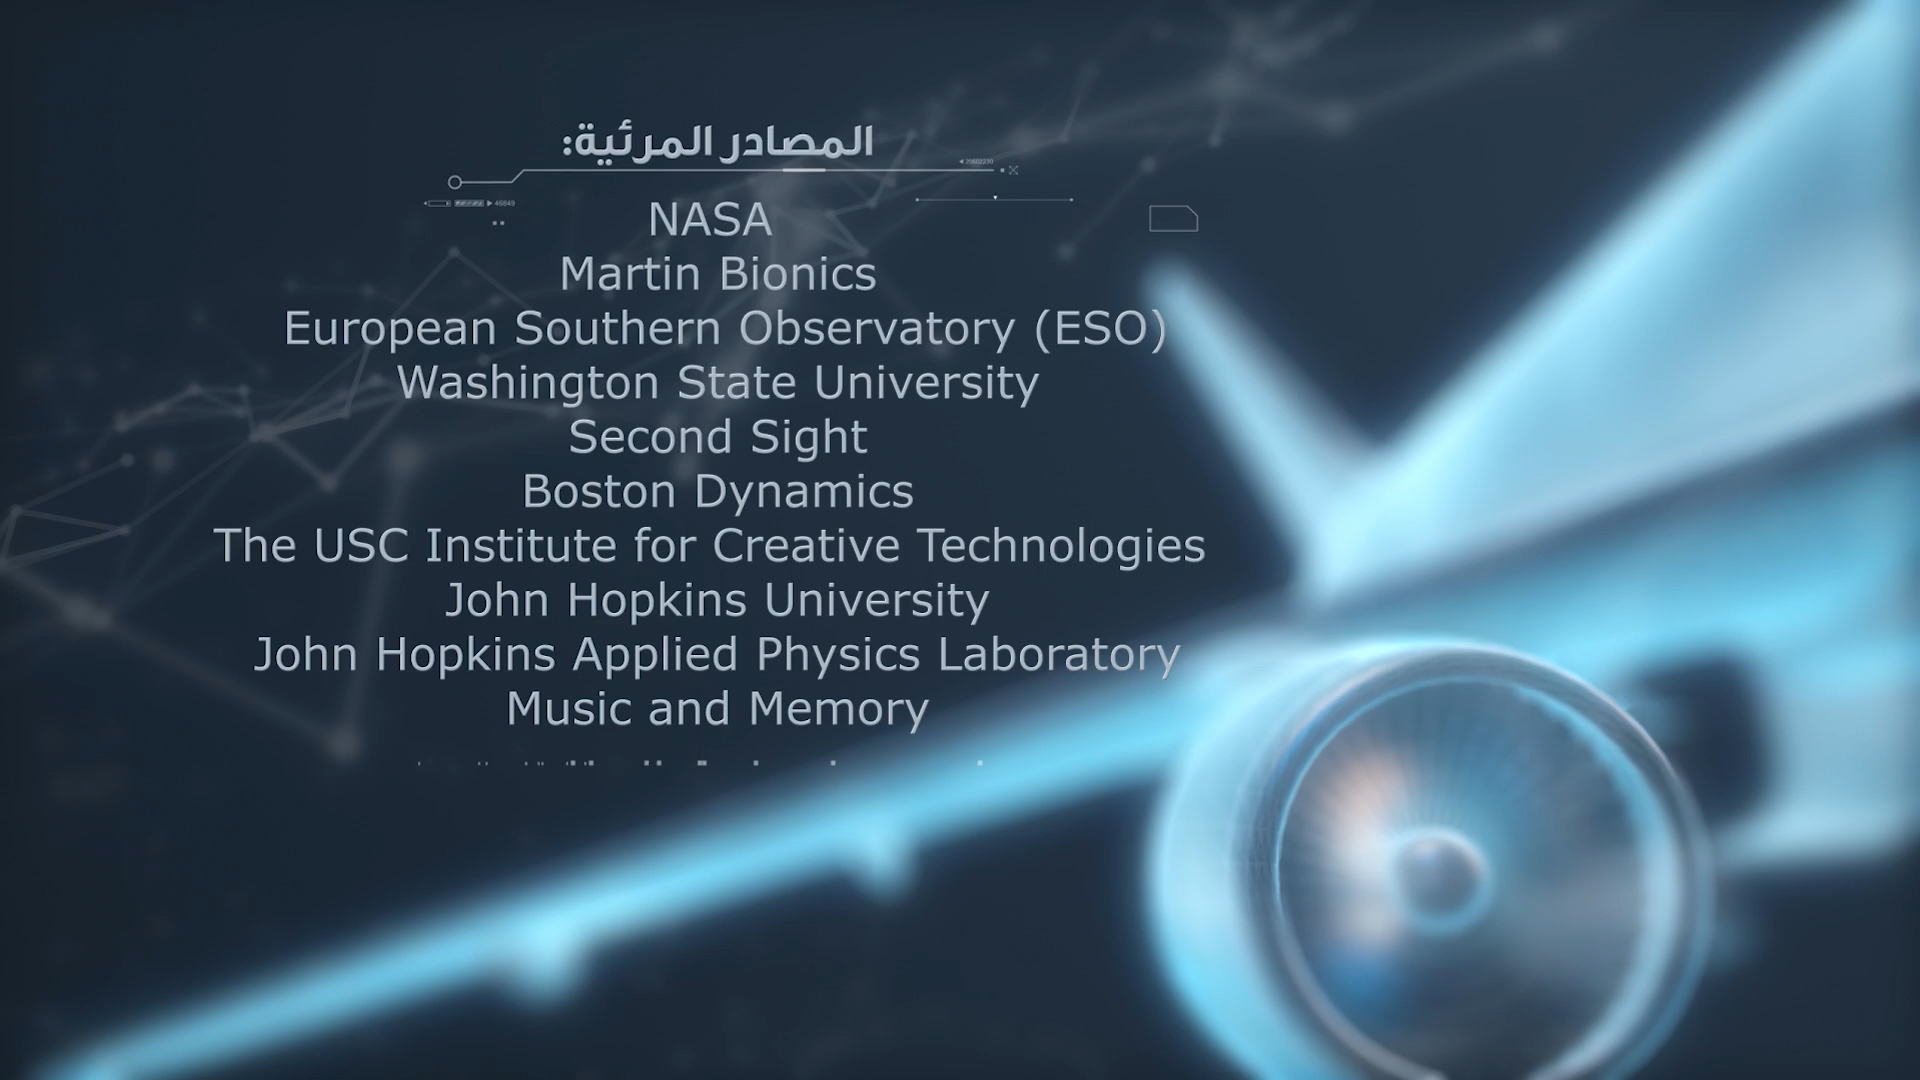 المصادر المرئية:
NASA
Martin Bionics
European Southern Observatory (ESO)
Washington State University
Second Sight
Boston Dynamics
The USC Institute for Creative Technologies
John Hopkins University
John Hopkins Applied Physics Laboratory
Music and Memory